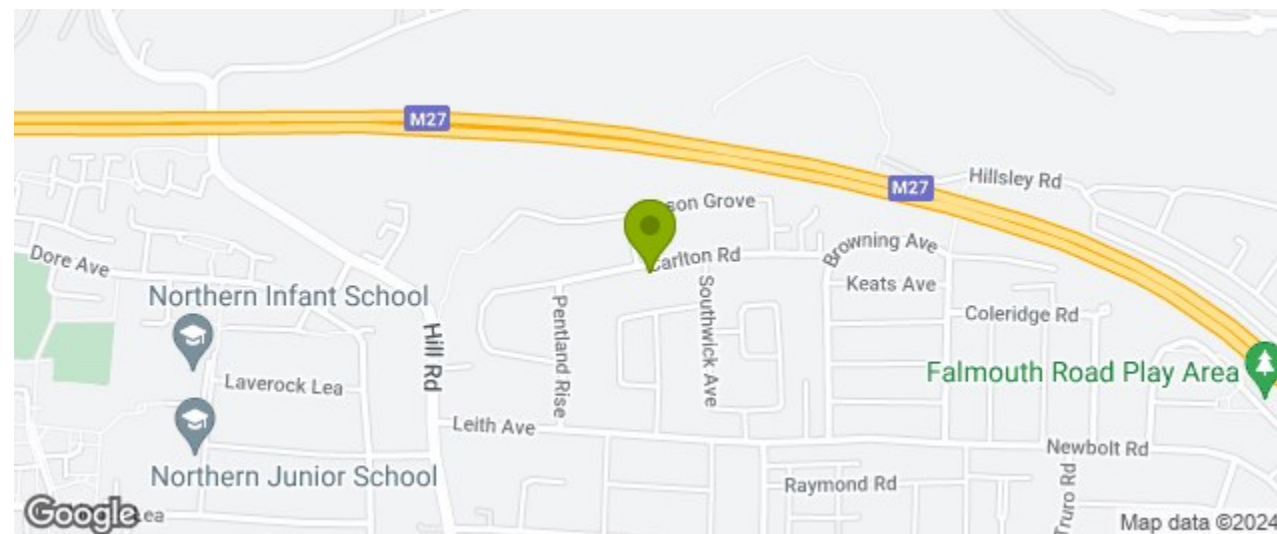 M27
M27
Hillsley Rd
son Grove
Dore Ave
Carlton Rd
Browning Ave
Northern Infant School
Keats Ave
Southwick Ave
Pentland Rise
Coleridge Rd
Hill Rd
Laverock Lea
Falmouth Road Play Area
Leith Ave
Newbolt Rd
Northern Junior School
Raymond Rd
Truro Rd
Google
Lea
Map data ©2024